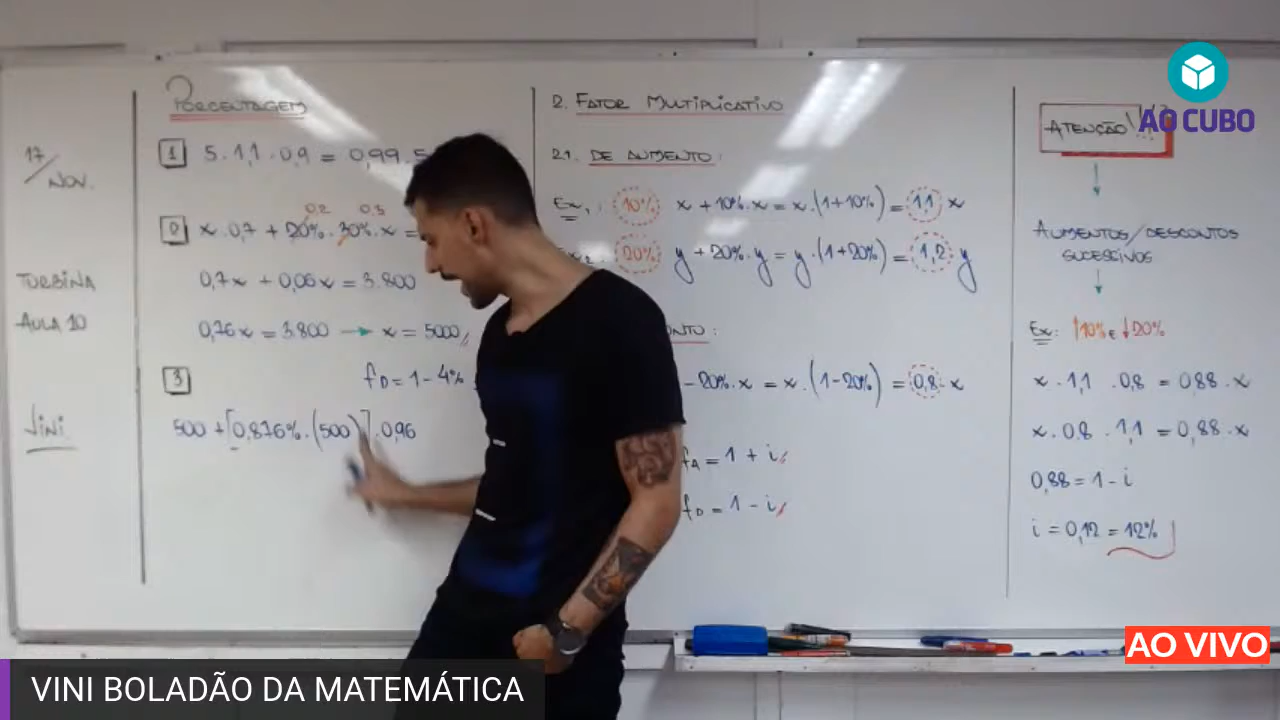 17/NOV.
TURBINA
AULA 10
Vini
PORCENTAGEM
1 5·1,1·0,9 = 0,99·5
0,2 0,3
2 x·0,7 + 20%·30%·x =
0,7x + 0,06x = 3.800
0,76x = 3.800 → x = 5000//
3 fD = 1 - 4%
500 + [0,876%·(500)]·0,96
2. FATOR MULTIPLICATIVO
2.1. DE AUMENTO:
Ex1: 10% x + 10%·x = x·(1+10%) = 1,1 x
Ex2: 20% y + 20%·y = y·(1+20%) = 1,2 y
ONTO:
- 20%·x = x·(1-20%) = 0,8·x
fA = 1 + i//
fD = 1 - i//
ATENÇÃO!!
↓
AUMENTOS/DESCONTOS
SUCESSIVOS
↓
Ex: ↑10% e ↓20%
x·1,1·0,8 = 0,88·x
x·0,8·1,1 = 0,88·x
0,88 = 1 - i
i = 0,12 = 12%
AO CUBO
AO VIVO
VINI BOLADÃO DA MATEMÁTICA